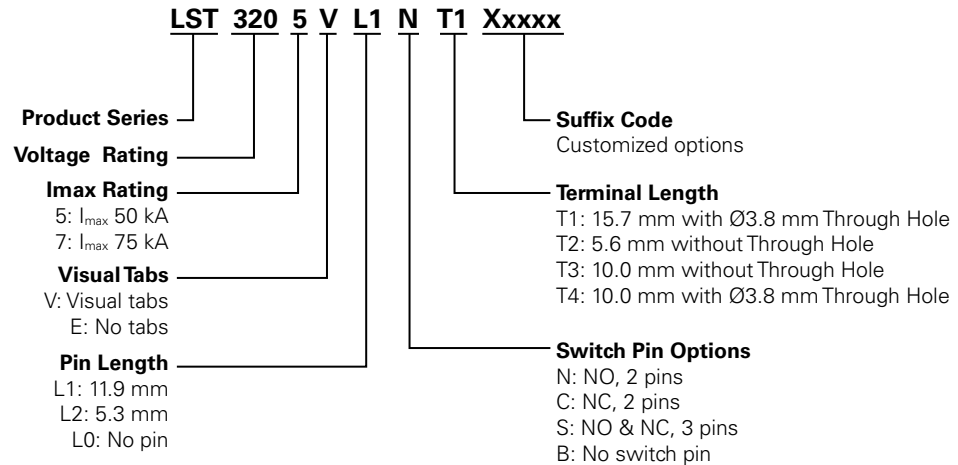 LST 320 5 V L1 N T1 Xxxxx
Product Series
Voltage Rating
Imax Rating
5: Imax 50 kA
7: Imax 75 kA
Visual Tabs
V: Visual tabs
E: No tabs
Pin Length
L1: 11.9 mm
L2: 5.3 mm
L0: No pin
Suffix Code
Customized options
Terminal Length
T1: 15.7 mm with Ø3.8 mm Through Hole
T2: 5.6 mm without Through Hole
T3: 10.0 mm without Through Hole
T4: 10.0 mm with Ø3.8 mm Through Hole
Switch Pin Options
N: NO, 2 pins
C: NC, 2 pins
S: NO & NC, 3 pins
B: No switch pin